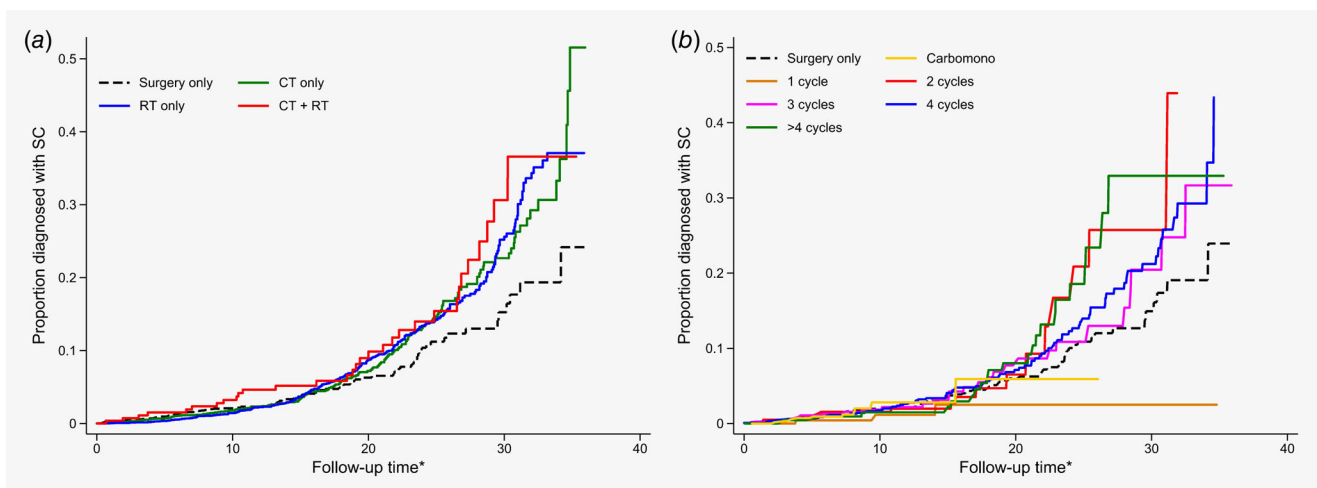 (a)
0.5
0.4
0.3
0.2
0.1
0
Proportion diagnosed with SC
Surgery only
CT only
RT only
CT + RT
0 10 20 30 40
Follow-up time*
(b)
0.5
0.4
0.3
0.2
0.1
0
Proportion diagnosed with SC
Surgery only
Carbomono
1 cycle
2 cycles
3 cycles
4 cycles
>4 cycles
0 10 20 30 40
Follow-up time*